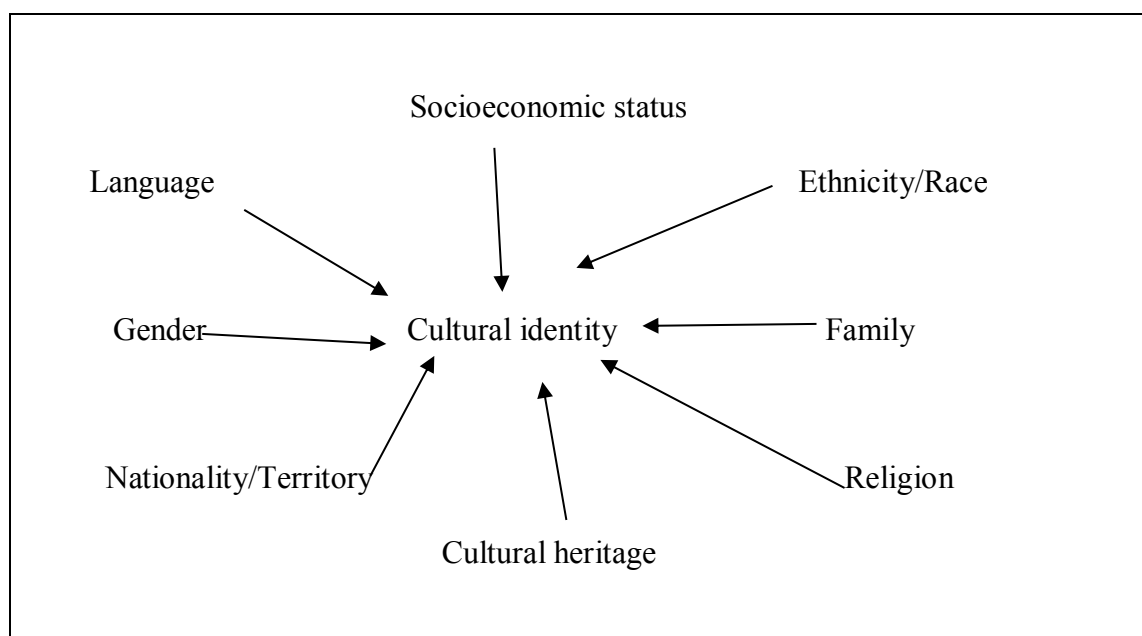 Socioeconomic status
Language
Ethnicity/Race
Gender
Cultural identity
Family
Nationality/Territory
Religion
Cultural heritage